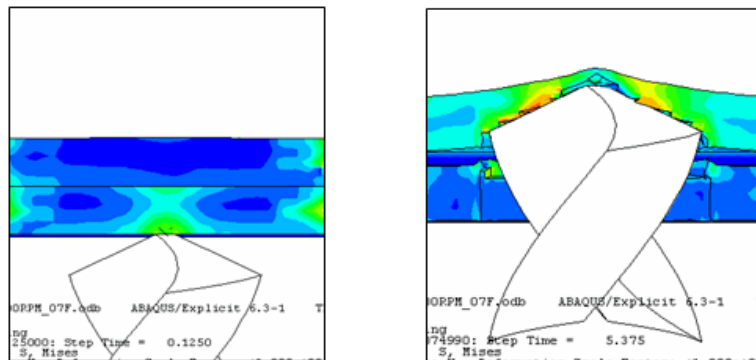 ORPM_07F.odb ABAQUS/Explicit 6.3-1 T
ng
25000: Step Time = 0.1250
S, Mises
ORPM_07F.odb ABAQUS/Explicit 6.3-1
ng
74990: Step Time = 5.375
S, Mises